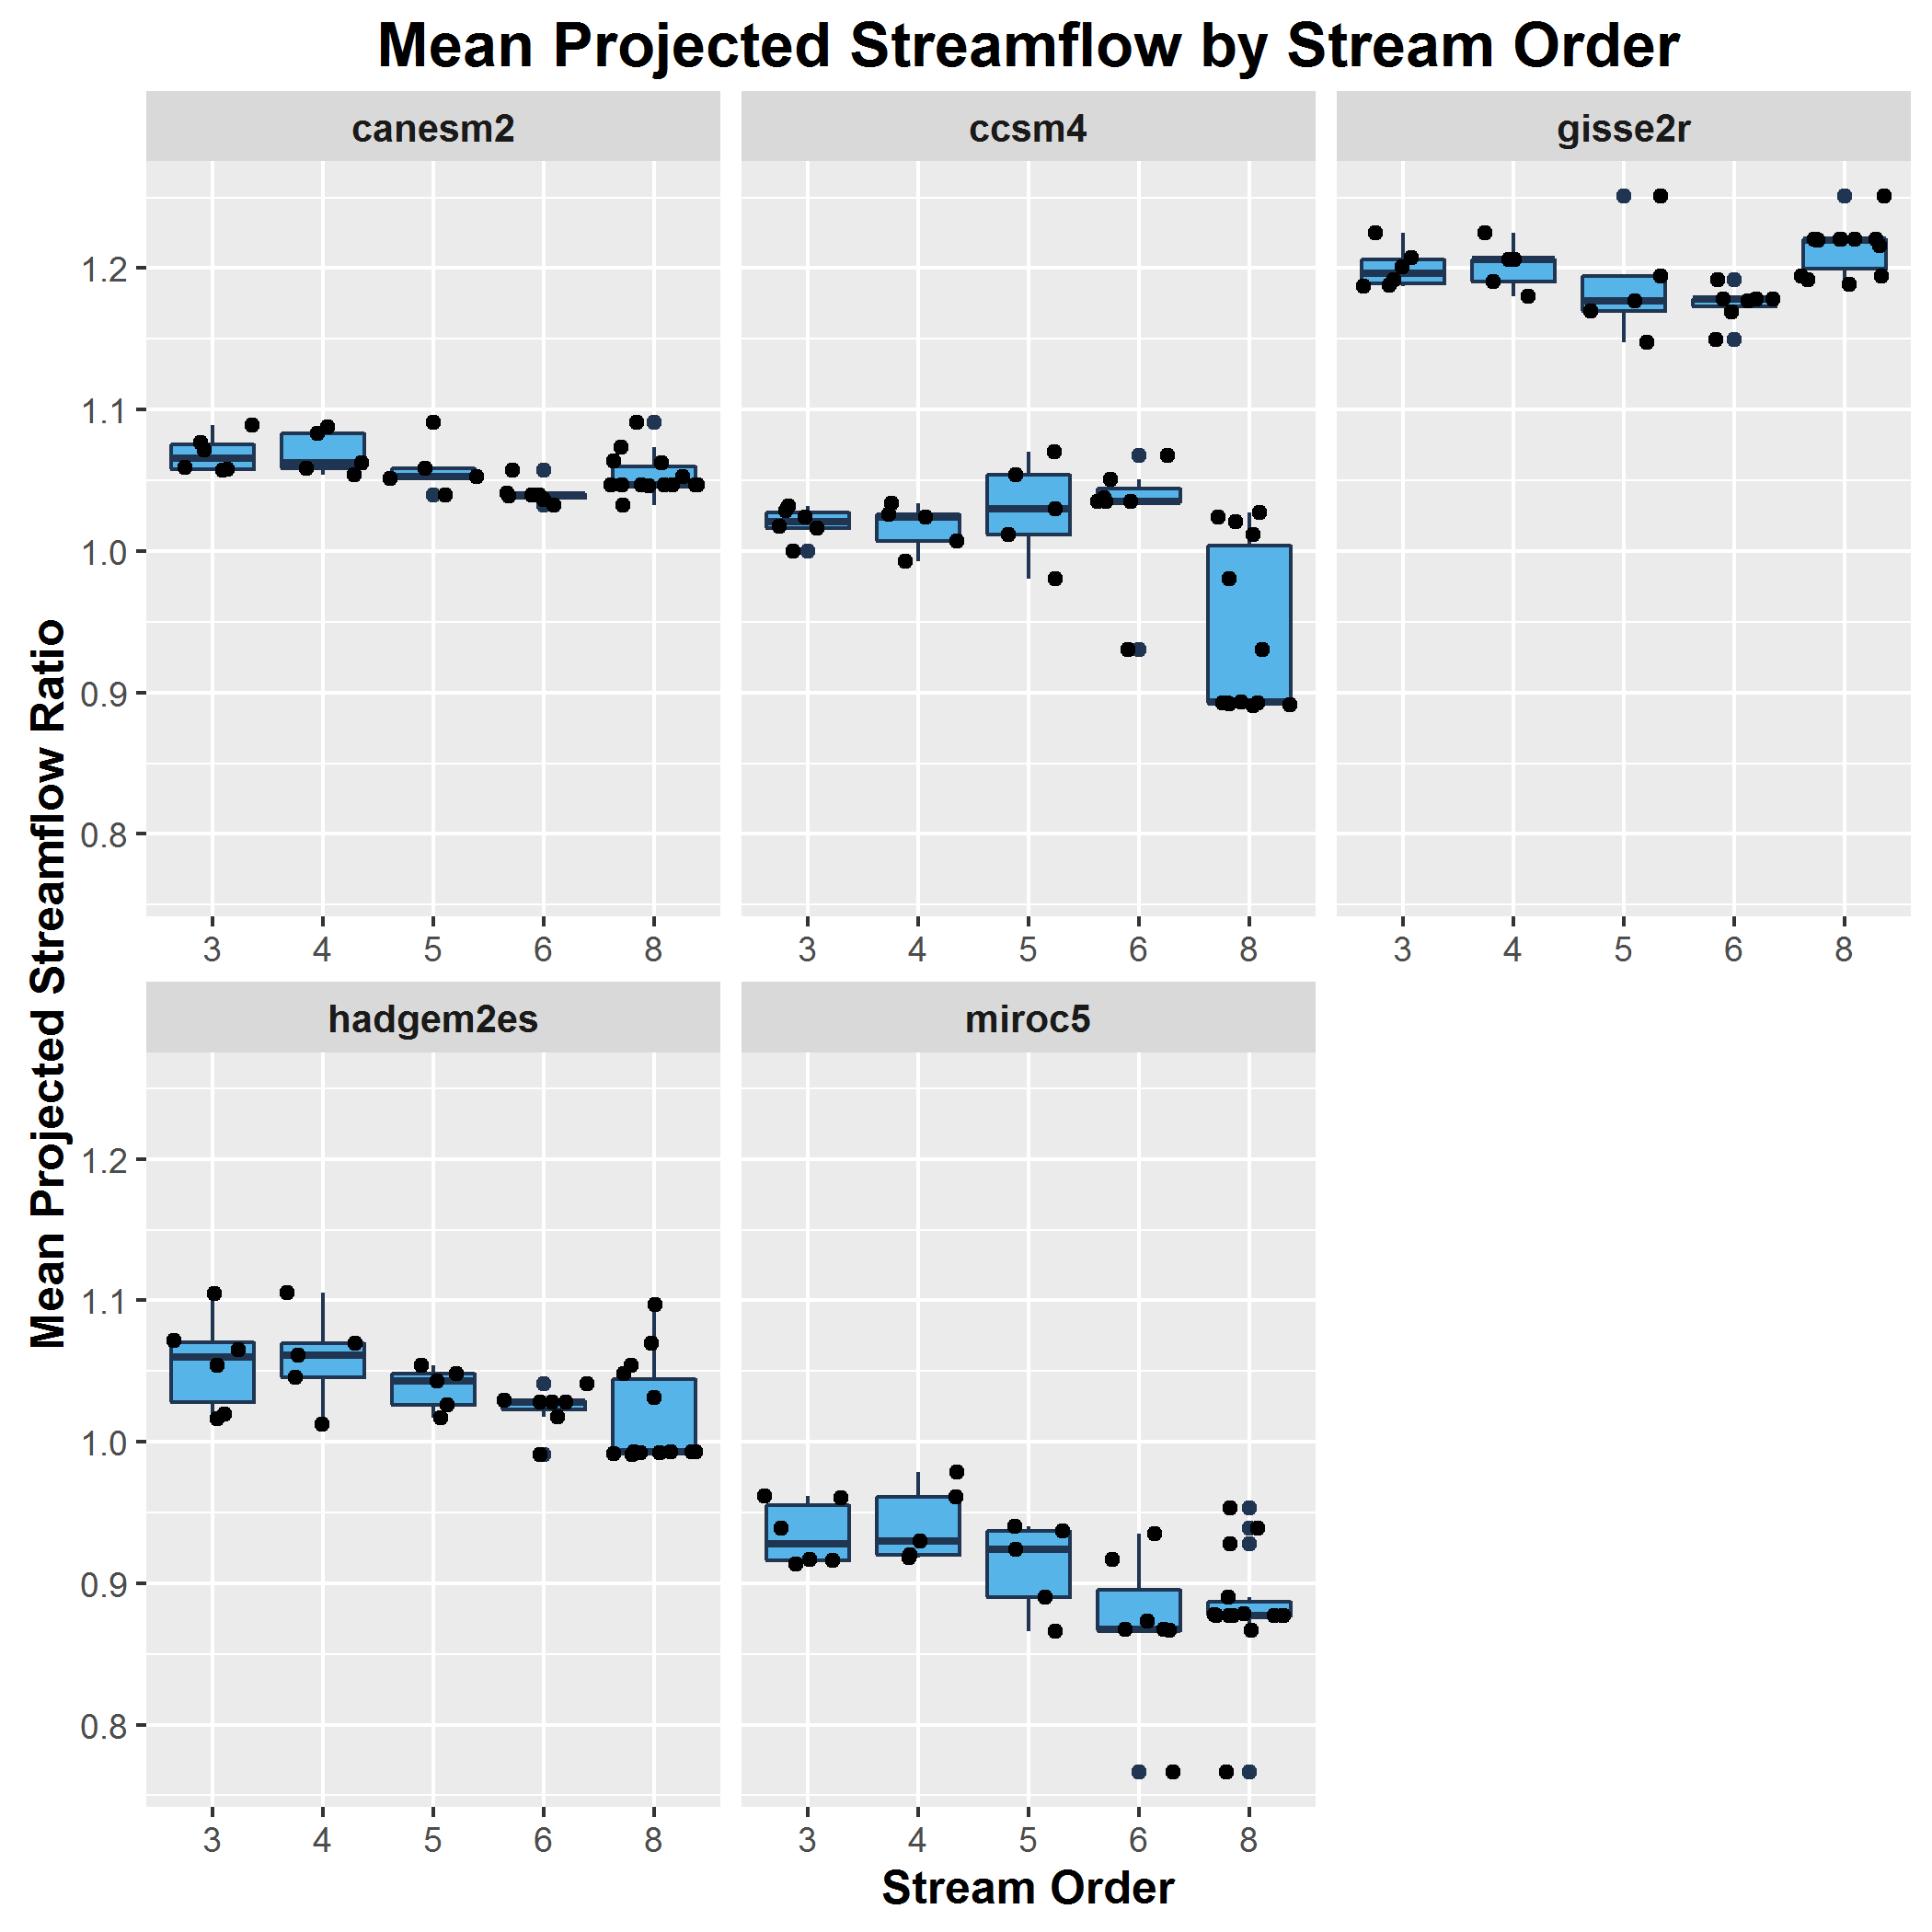 Mean Projected Streamflow by Stream Order
canesm2 ccsm4 gisse2r
1.2
1.1
1.0
0.9
0.8
3 4 5 6 8 3 4 5 6 8 3 4 5 6 8
Mean Projected Streamflow Ratio
hadgem2es miroc5
1.2
1.1
1.0
0.9
0.8
3 4 5 6 8 3 4 5 6 8
Stream Order